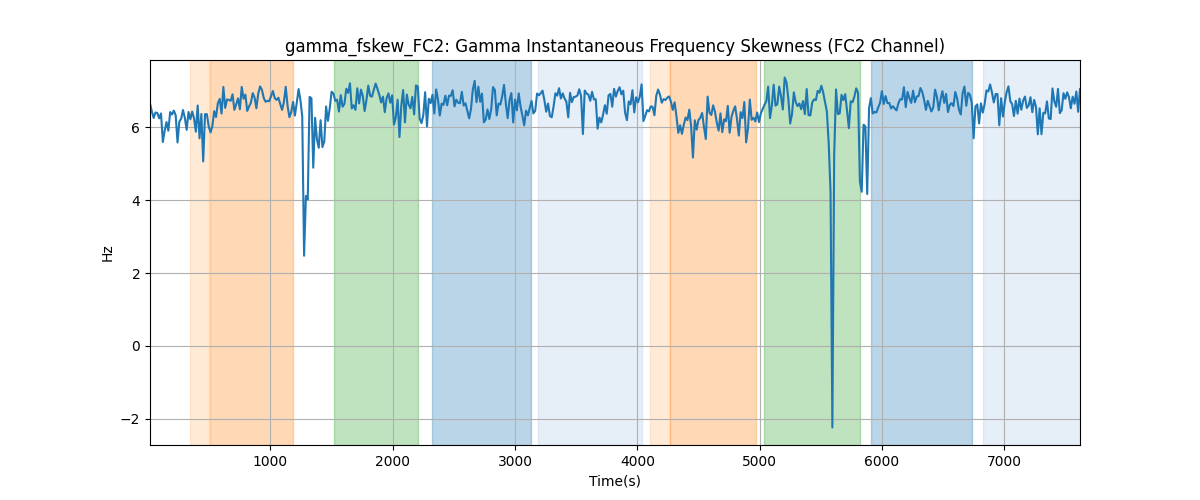 gamma_fskew_FC2: Gamma Instantaneous Frequency Skewness (FC2 Channel)
6
4
2
0
−2
Hz
1000 2000 3000 4000 5000 6000 7000
Time(s)